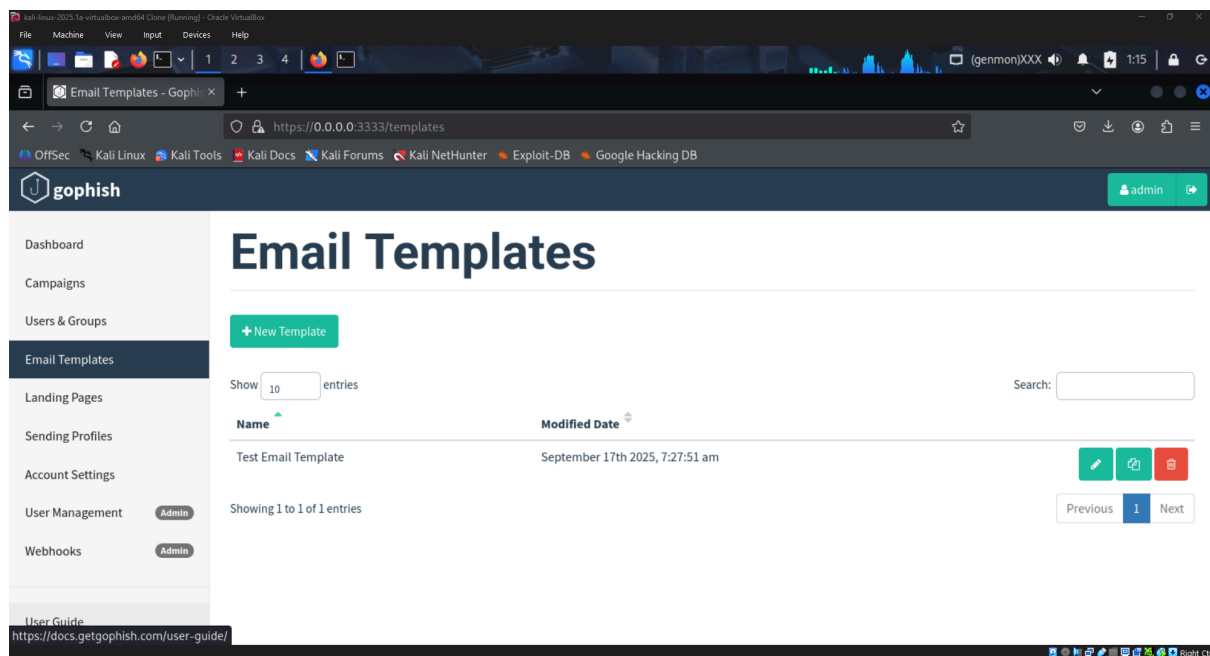 kali-linux-2025.1a-virtualbox-amd64 Clone [Running] - Oracle VirtualBox
File Machine View Input Devices Help
1 2 3 4 (genmon)XXX 1:15
Email Templates - Gophis
https://0.0.0.0:3333/templates
OffSec Kali Linux Kali Tools Kali Docs Kali Forums Kali NetHunter Exploit-DB Google Hacking DB
gophish admin
Dashboard
Campaigns
Users & Groups
Email Templates
Landing Pages
Sending Profiles
Account Settings
User Management Admin
Webhooks Admin
User Guide
https://docs.getgophish.com/user-guide/
Email Templates
New Template
Show 10 entries Search:
Name Modified Date
Test Email Template September 17th 2025, 7:27:51 am
Showing 1 to 1 of 1 entries Previous 1 Next
Right Ct